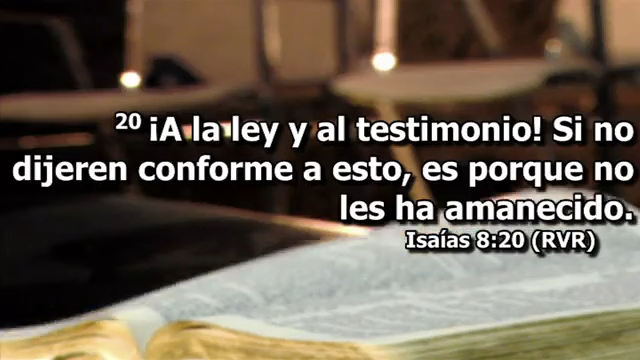 20 ¡A la ley y al testimonio! Si no
dijeren conforme a esto, es porque no
les ha amanecido.
Isaías 8:20 (RVR)